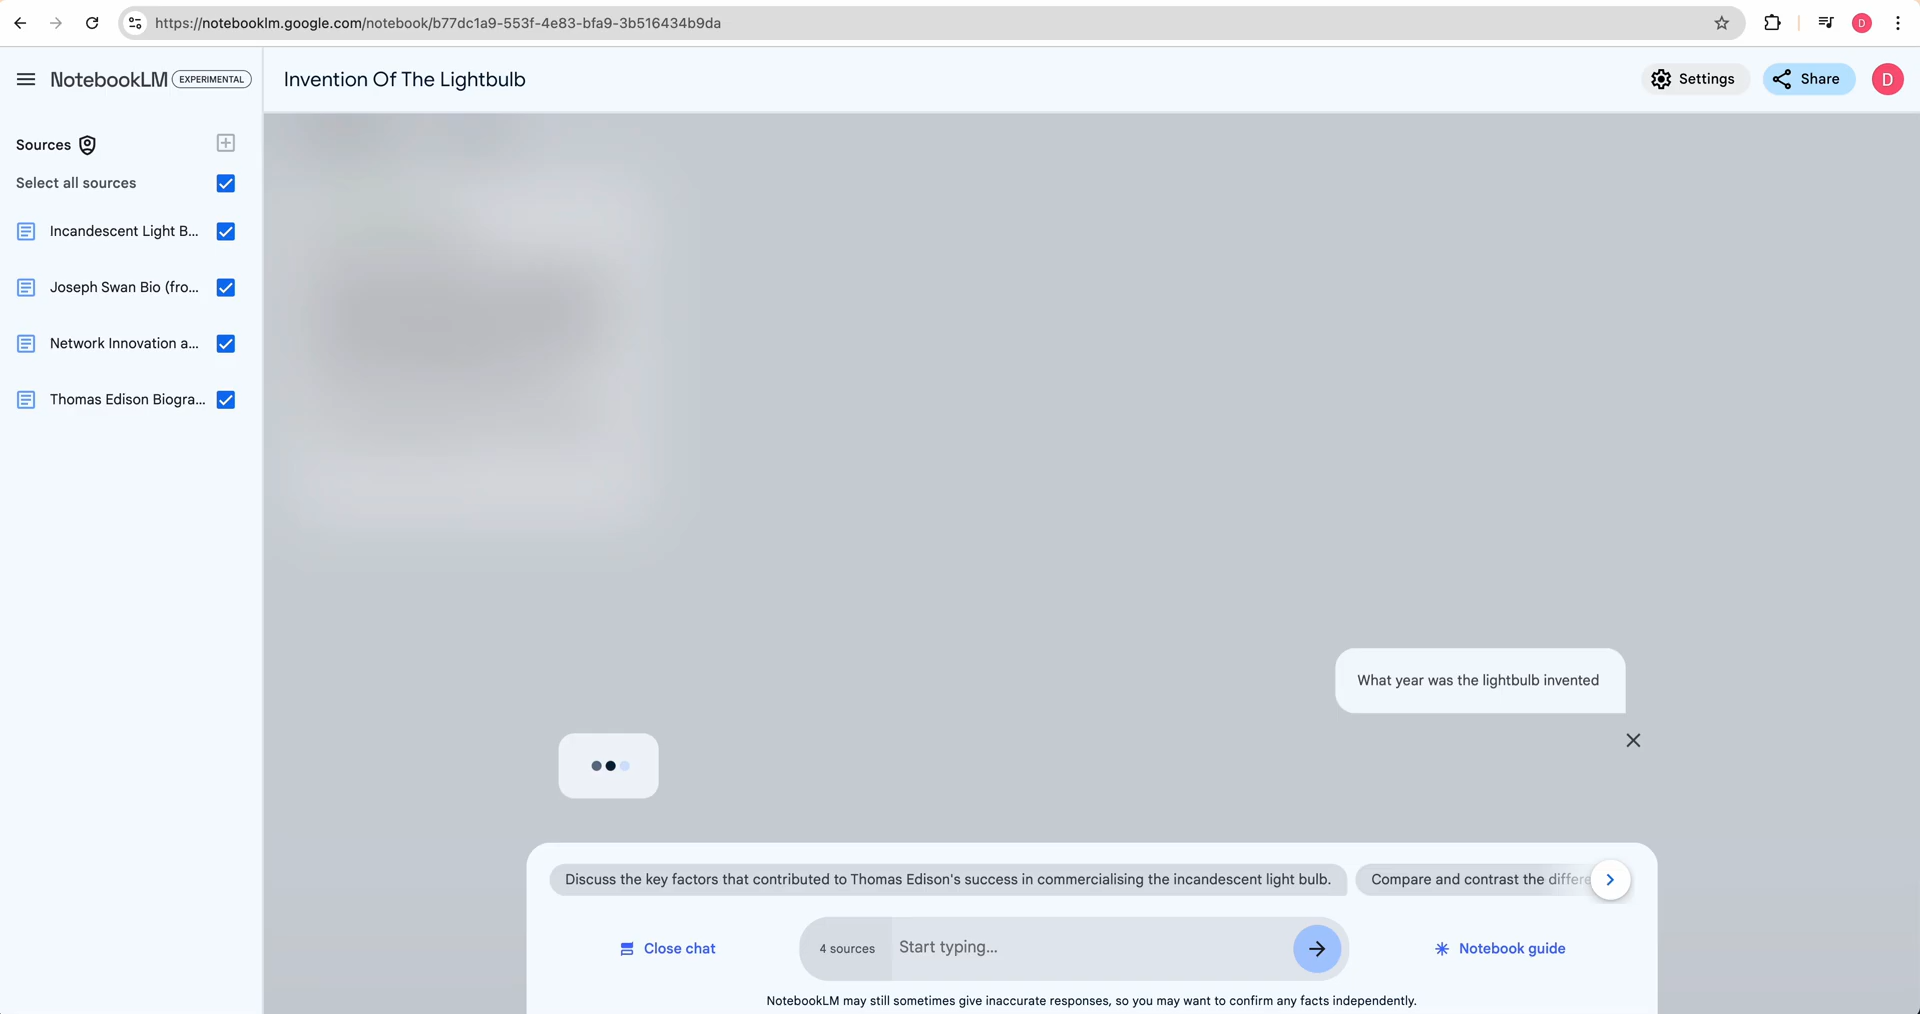 https://notebooklm.google.com/notebook/b77dc1a9-553f-4e83-bfa9-3b516434b9da
D
NotebookLM EXPERIMENTAL
Invention Of The Lightbulb
Settings
Share
D
Sources
Select all sources
Incandescent Light B...
Joseph Swan Bio (fro...
Network Innovation a...
Thomas Edison Biogra...
What year was the lightbulb invented
Discuss the key factors that contributed to Thomas Edison's success in commercialising the incandescent light bulb.
Compare and contrast the differe
Close chat
4 sources
Start typing...
Notebook guide
NotebookLM may still sometimes give inaccurate responses, so you may want to confirm any facts independently.